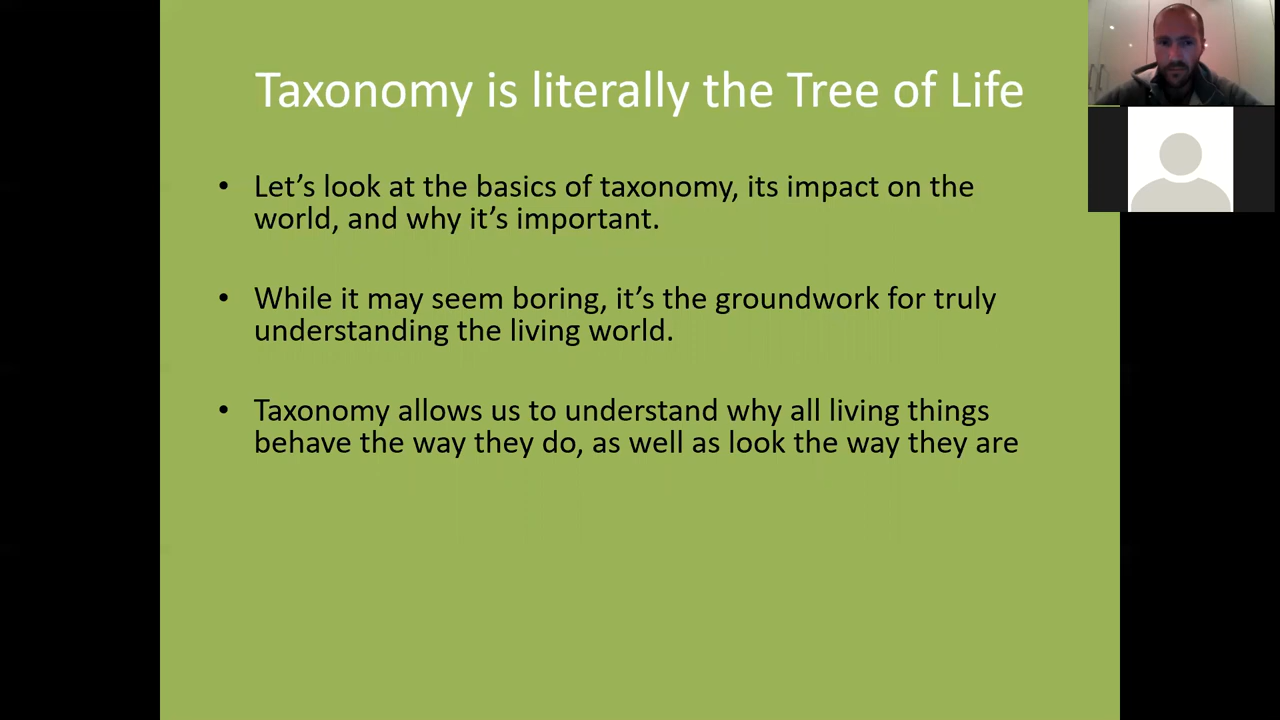 Taxonomy is literally the Tree of Life
• Let’s look at the basics of taxonomy, its impact on the
world, and why it’s important.
• While it may seem boring, it’s the groundwork for truly
understanding the living world.
• Taxonomy allows us to understand why all living things
behave the way they do, as well as look the way they are